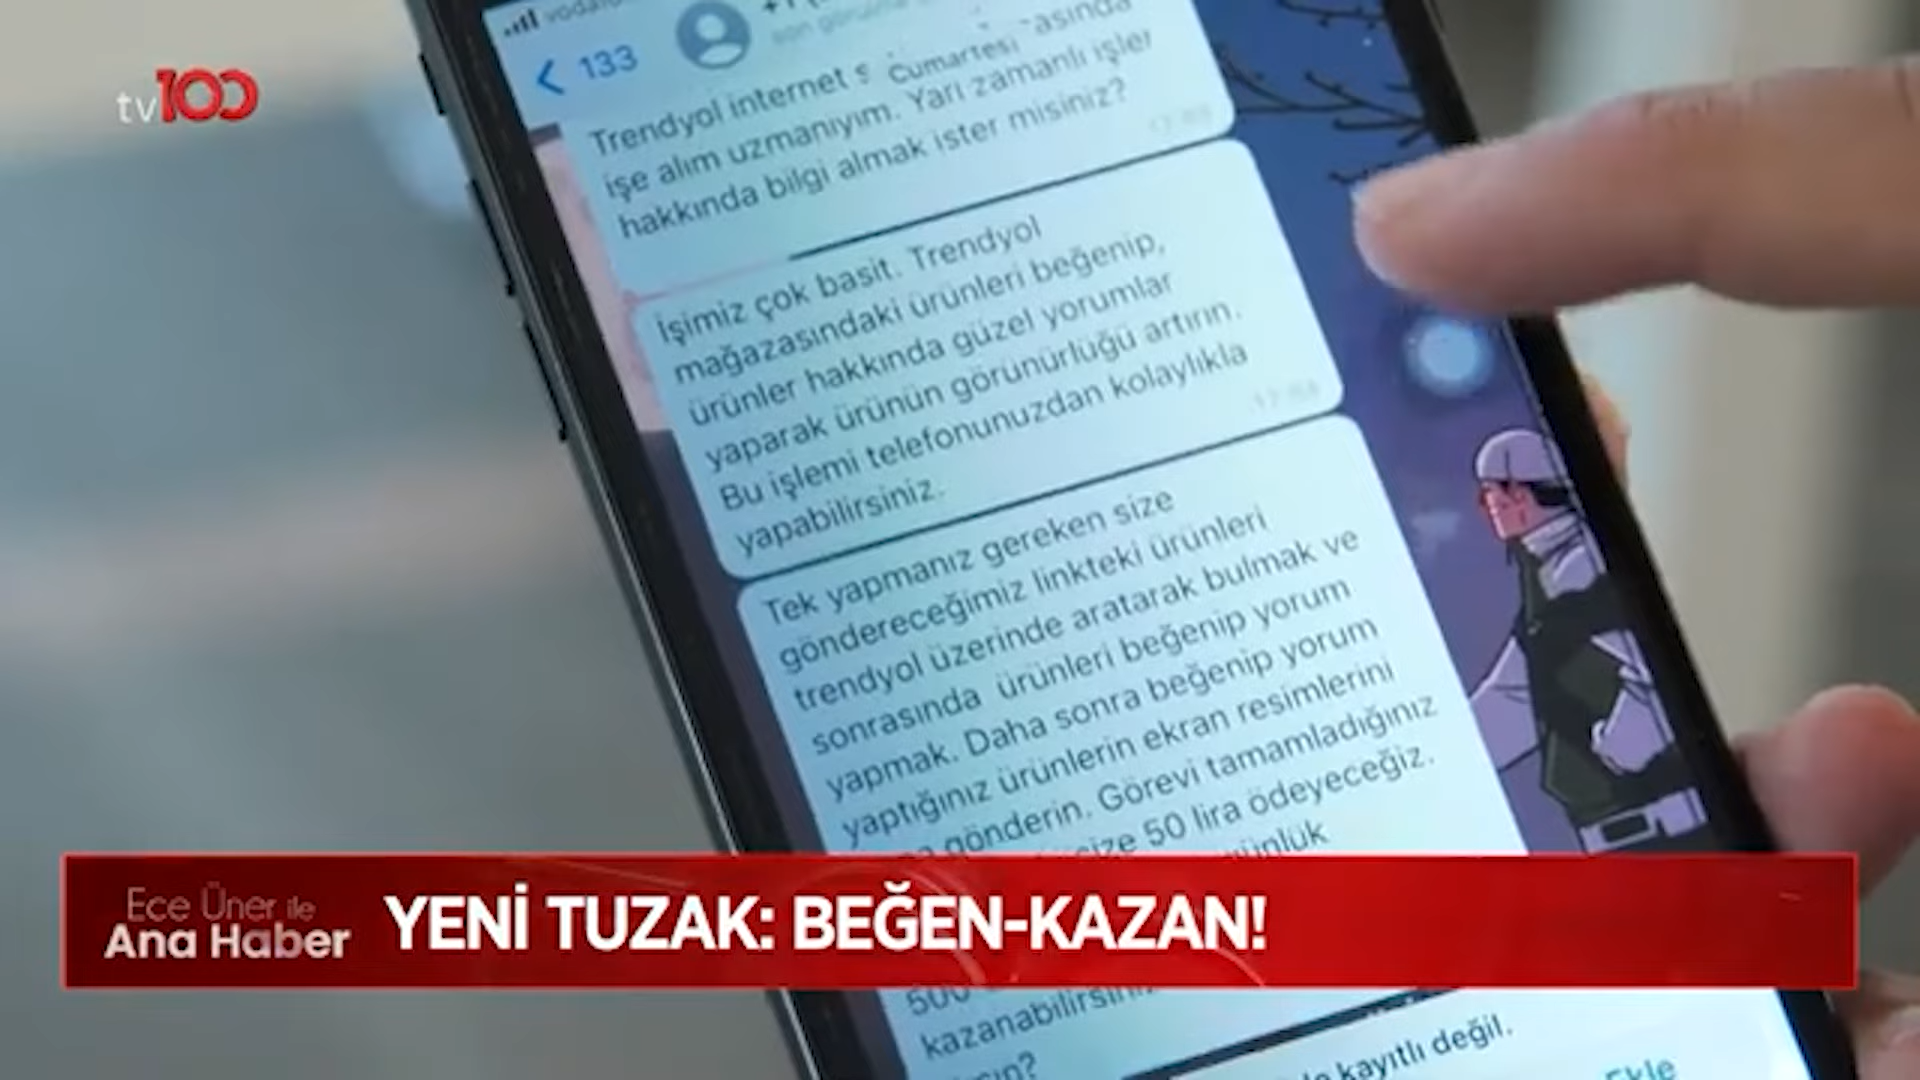 133
tv100
Cumartesi
Trendyol internet
işe alım uzmanıyım. Yarı zamanlı işler
hakkında bilgi almak ister misiniz?
İşimiz çok basit. Trendyol
mağazasındaki ürünleri beğenip,
ürünler hakkında güzel yorumlar
yaparak ürünün görünürlüğü artırın.
Bu işlemi telefonunuzdan kolaylıkla
yapabilirsiniz.
Tek yapmanız gereken size
göndereceğimiz linkteki ürünleri
trendyol üzerinde aratarak bulmak ve
sonrasında ürünleri beğenip yorum
yapmak. Daha sonra beğenip yorum
yaptığınız ürünlerin ekran resimlerini
gönderin. Görevi tamamladığınız
size 50 lira ödeyeceğiz.
günlük
Ece Üner ile
Ana Haber
YENİ TUZAK: BEĞEN-KAZAN!
500
kazanabilirsiniz
kayıtlı değil.
Ekle